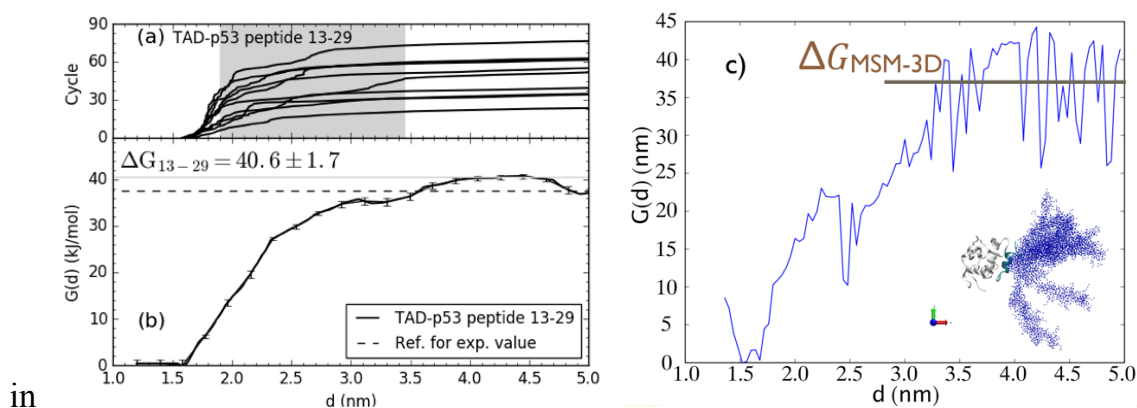 90
60
30
0
Cycle
(a) TAD-p53 peptide 13-29
ΔG13−29 = 40.6 ± 1.7
40
30
20
10
0
G(d) (kJ/mol)
(b)
TAD-p53 peptide 13-29
Ref. for exp. value
1.0 1.5 2.0 2.5 3.0 3.5 4.0 4.5 5.0
d (nm)
c)
ΔGMSM-3D
45
40
35
30
25
20
15
10
5
0
G(d) (nm)
1.0 1.5 2.0 2.5 3.0 3.5 4.0 4.5 5.0
d (nm)
in